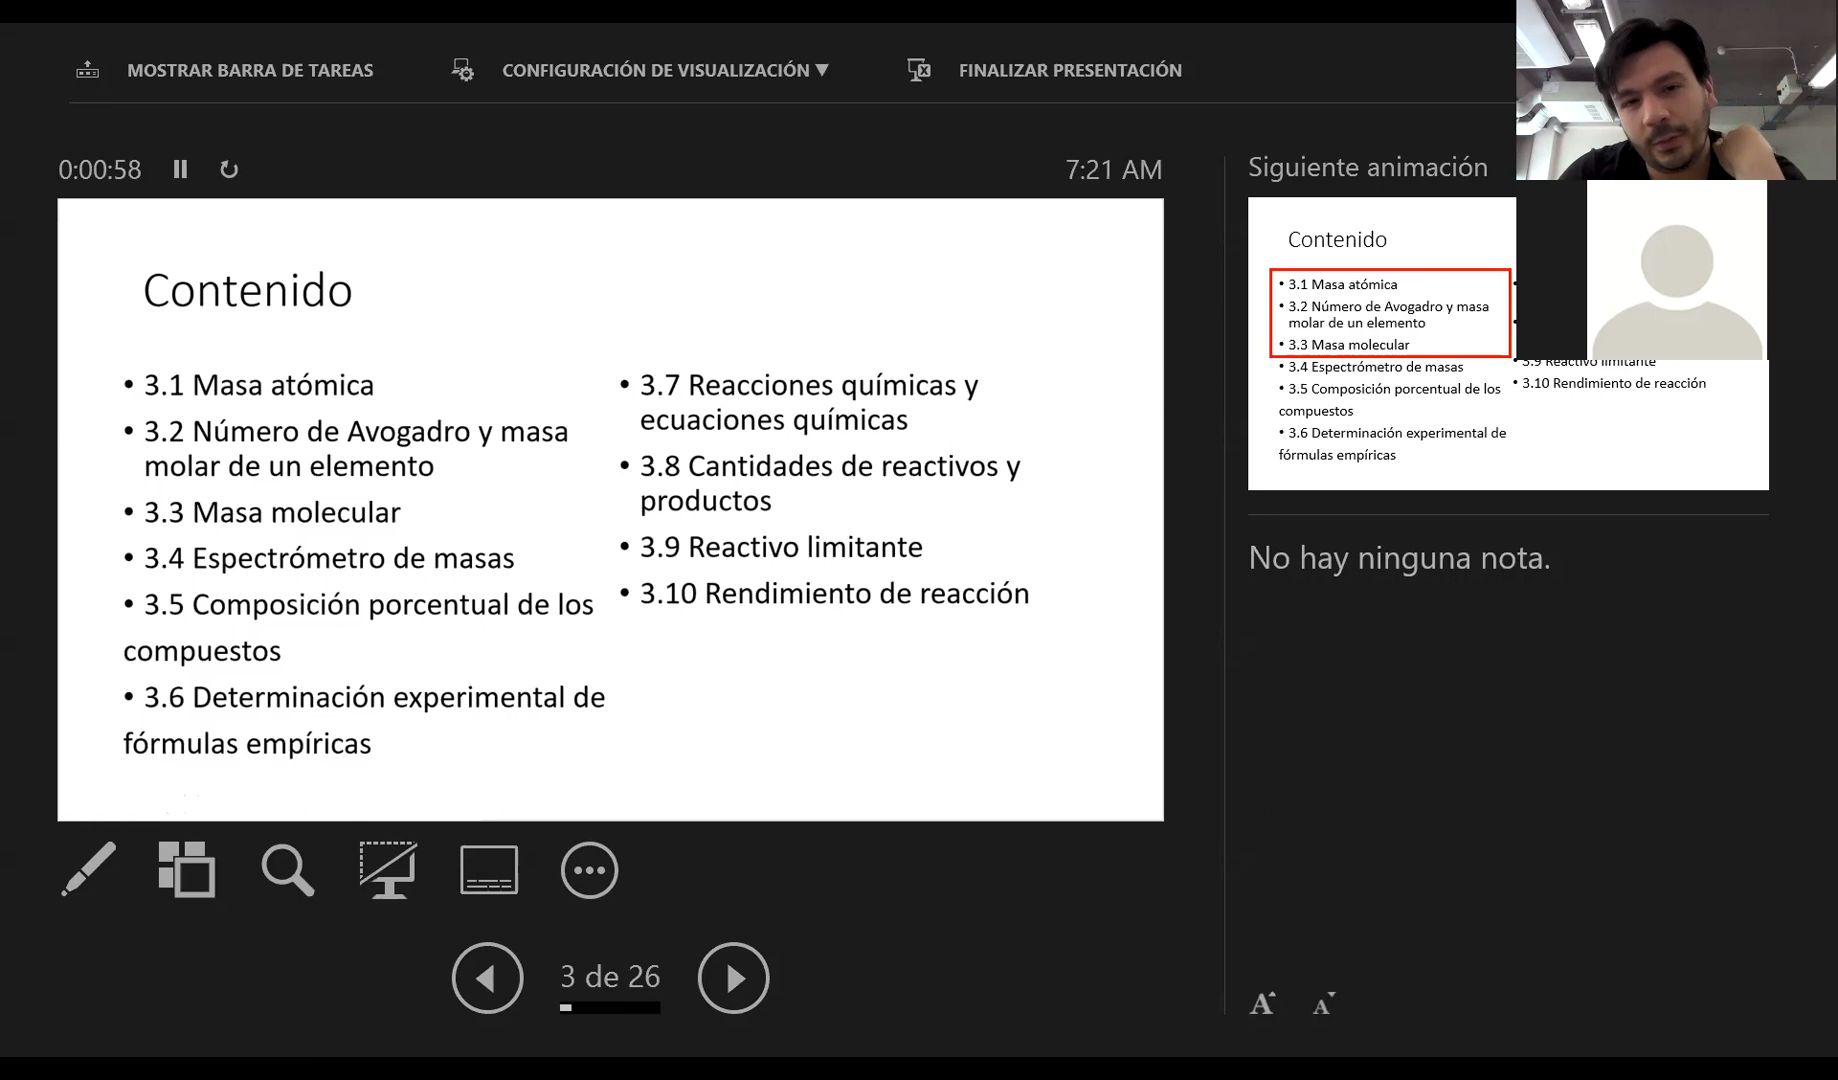 MOSTRAR BARRA DE TAREAS
CONFIGURACIÓN DE VISUALIZACIÓN ▼
FINALIZAR PRESENTACIÓN
0:00:58
7:21 AM
Contenido
• 3.1 Masa atómica
• 3.2 Número de Avogadro y masa
molar de un elemento
• 3.3 Masa molecular
• 3.4 Espectrómetro de masas
• 3.5 Composición porcentual de los
compuestos
• 3.6 Determinación experimental de
fórmulas empíricas
• 3.7 Reacciones químicas y
ecuaciones químicas
• 3.8 Cantidades de reactivos y
productos
• 3.9 Reactivo limitante
• 3.10 Rendimiento de reacción
3 de 26
Siguiente animación
Contenido
• 3.1 Masa atómica
• 3.2 Número de Avogadro y masa
molar de un elemento
• 3.3 Masa molecular
• 3.4 Espectrómetro de masas
• 3.5 Composición porcentual de los
compuestos
• 3.6 Determinación experimental de
fórmulas empíricas
• 3.9 Reactivo limitante
• 3.10 Rendimiento de reacción
No hay ninguna nota.
A A